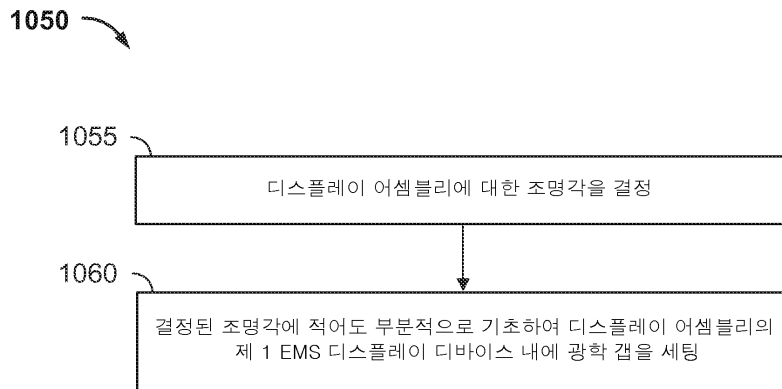 1050
1055
디스플레이 어셈블리에 대한 조명각을 결정
1060
결정된 조명각에 적어도 부분적으로 기초하여 디스플레이 어셈블리의
제 1 EMS 디스플레이 디바이스 내에 광학 갭을 세팅